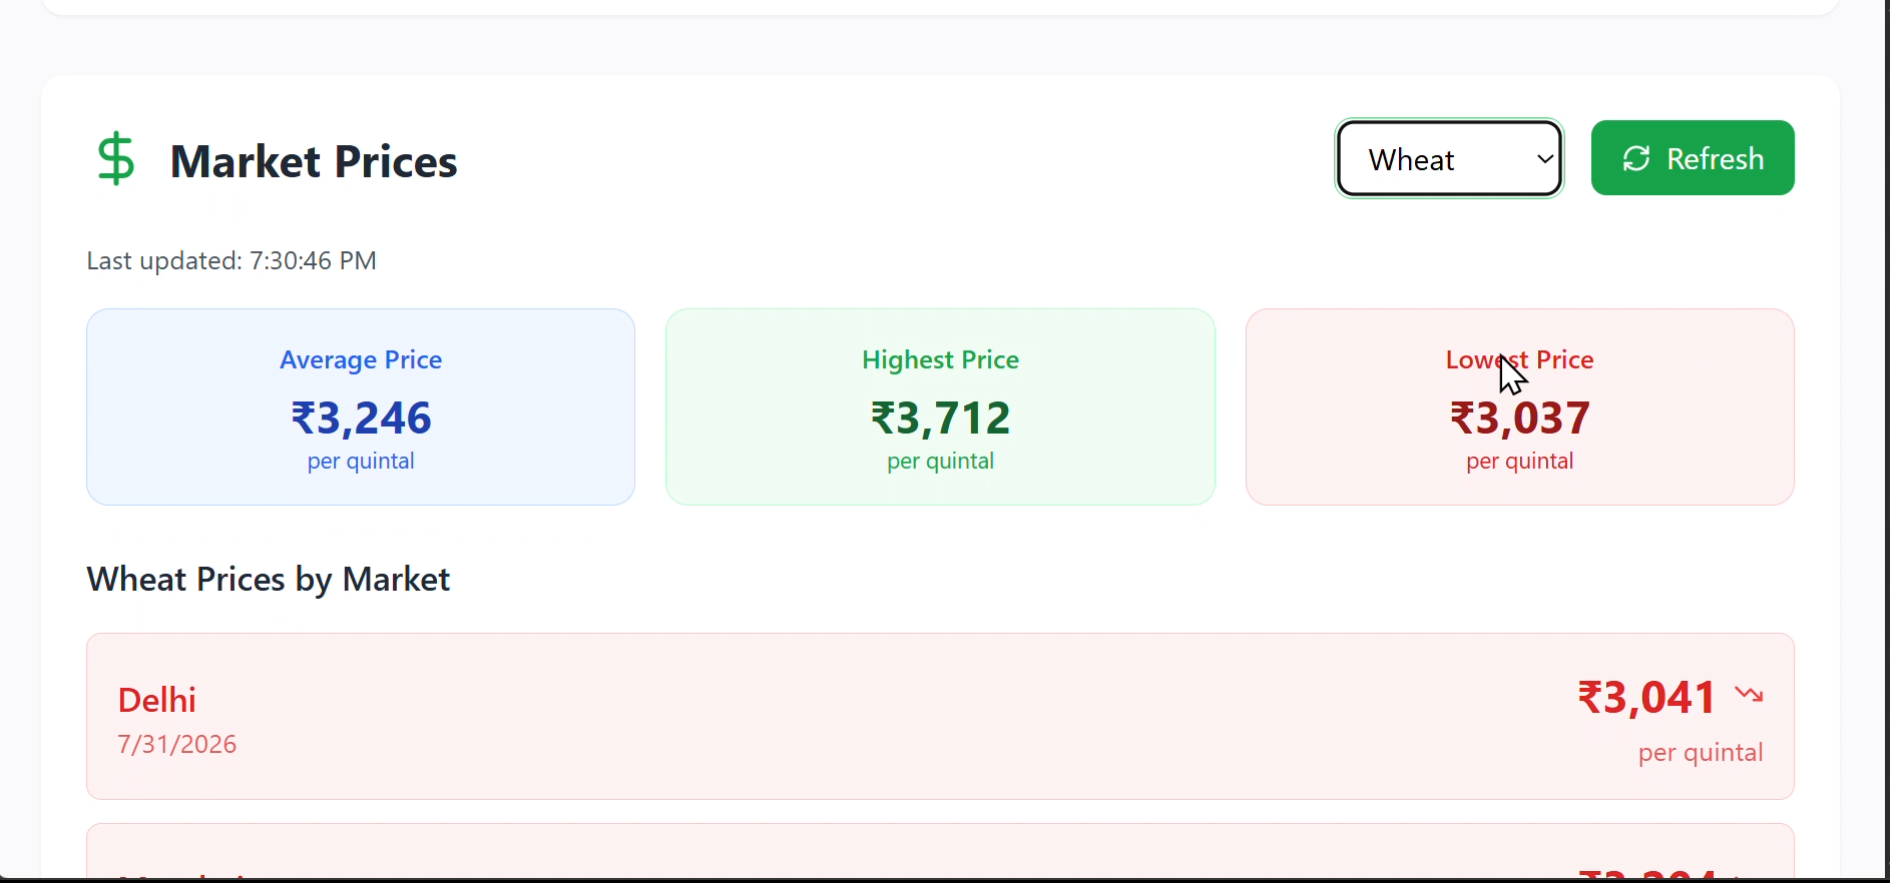 $ Market Prices
Wheat
Refresh
Last updated: 7:30:46 PM
Average Price
₹3,246
per quintal
Highest Price
₹3,712
per quintal
Lowest Price
₹3,037
per quintal
Wheat Prices by Market
Delhi
7/31/2026
₹3,041
per quintal